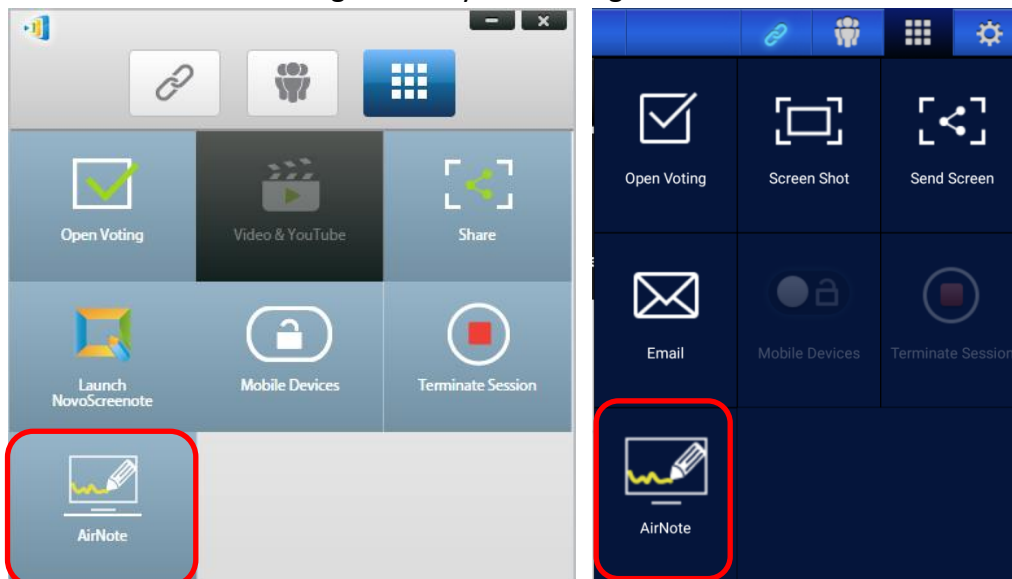 Open Voting
Video & YouTube
Share
Launch
NovoScreenote
Mobile Devices
Terminate Session
AirNote
Open Voting
Screen Shot
Send Screen
Email
Mobile Devices
Terminate Session
AirNote